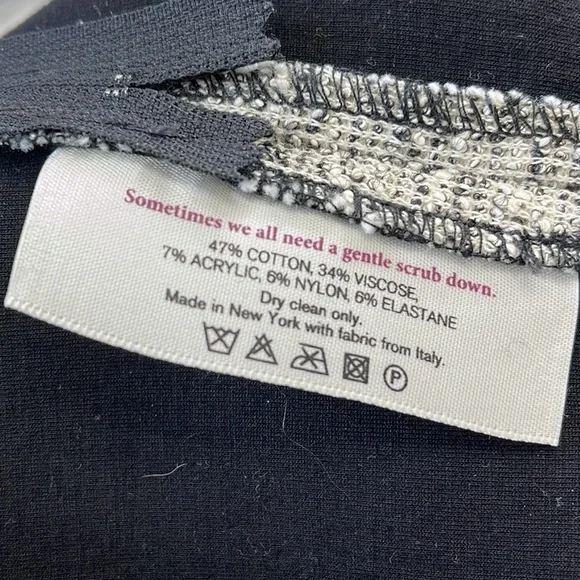 Sometimes we all need a gentle scrub down.
47% COTTON, 34% VISCOSE,
7% ACRYLIC, 6% NYLON, 6% ELASTANE
Dry clean only.
Made in New York with fabric from Italy.
P